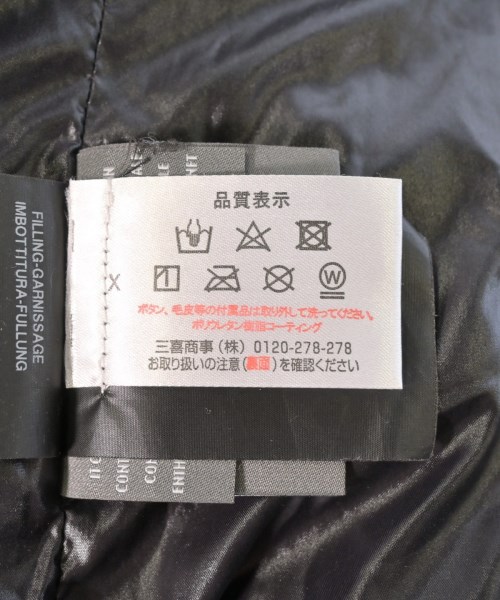 品質表示
W
ボタン、毛皮等の付属品は取り外して洗ってください。
ポリウレタン樹脂コーティング
三喜商事(株) 0120-278-278
お取り扱いの注意(裏面)を確認ください
X
FILLING-GARNISSAGE
IMBOTTITURA-FULLUNG